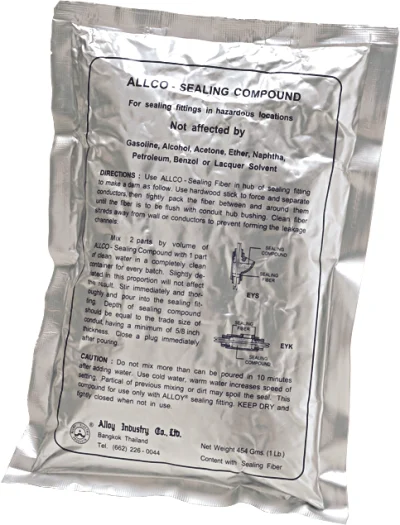 ALLCO - SEALING COMPOUND
For sealing fittings in hazardous locations
Not affected by
Gasoline, Alcohol, Acetone, Ether, Naphtha,
Petroleum, Benzol or Lacquer Solvent
DIRECTIONS : Use ALLCO - Sealing Fiber in hub of sealing fitting
to make a dam as follow. Use hardwood stick to force and separate
conductors, then tightly pack the fiber between and around them
until the fiber is to be flush with conduit hub bushing. Clean fiber
shreds away from wall or conductors to prevent forming the leakage
channels.
Mix : 2 parts by volume of
ALLCO - Sealing Compound with 1 part
of clean water in a completely clean
container for every batch. Slightly de-
lated in this proportion will not affect
the result. Stir immediately and thor-
oughly and pour into the sealing fit-
ting. Depth of sealing compound
should be equal to the trade size of
conduit, having a minimum of 5/8 inch
thickness. Close a plug immediately
after pouring.
SEALING
COMPOUND
SEALING
FIBER
EYS
SEALING
FIBER
EYK
SEALING
COMPOUND
CAUTION : Do not mix more than can be poured in 10 minutes
after adding water. Use cold water, warm water increases speed of
setting. Partical of previous mixing or dirt may spoil the seal. This
compound for use only with ALLOY® sealing fitting. KEEP DRY and
tightly closed when not in use.
Alloy Industry Co., Ltd.
Bangkok Thailand
Tel. (662) 226 - 0044
Net Weight 454 Gms. (1 Lb.)
Content with Sealing Fiber